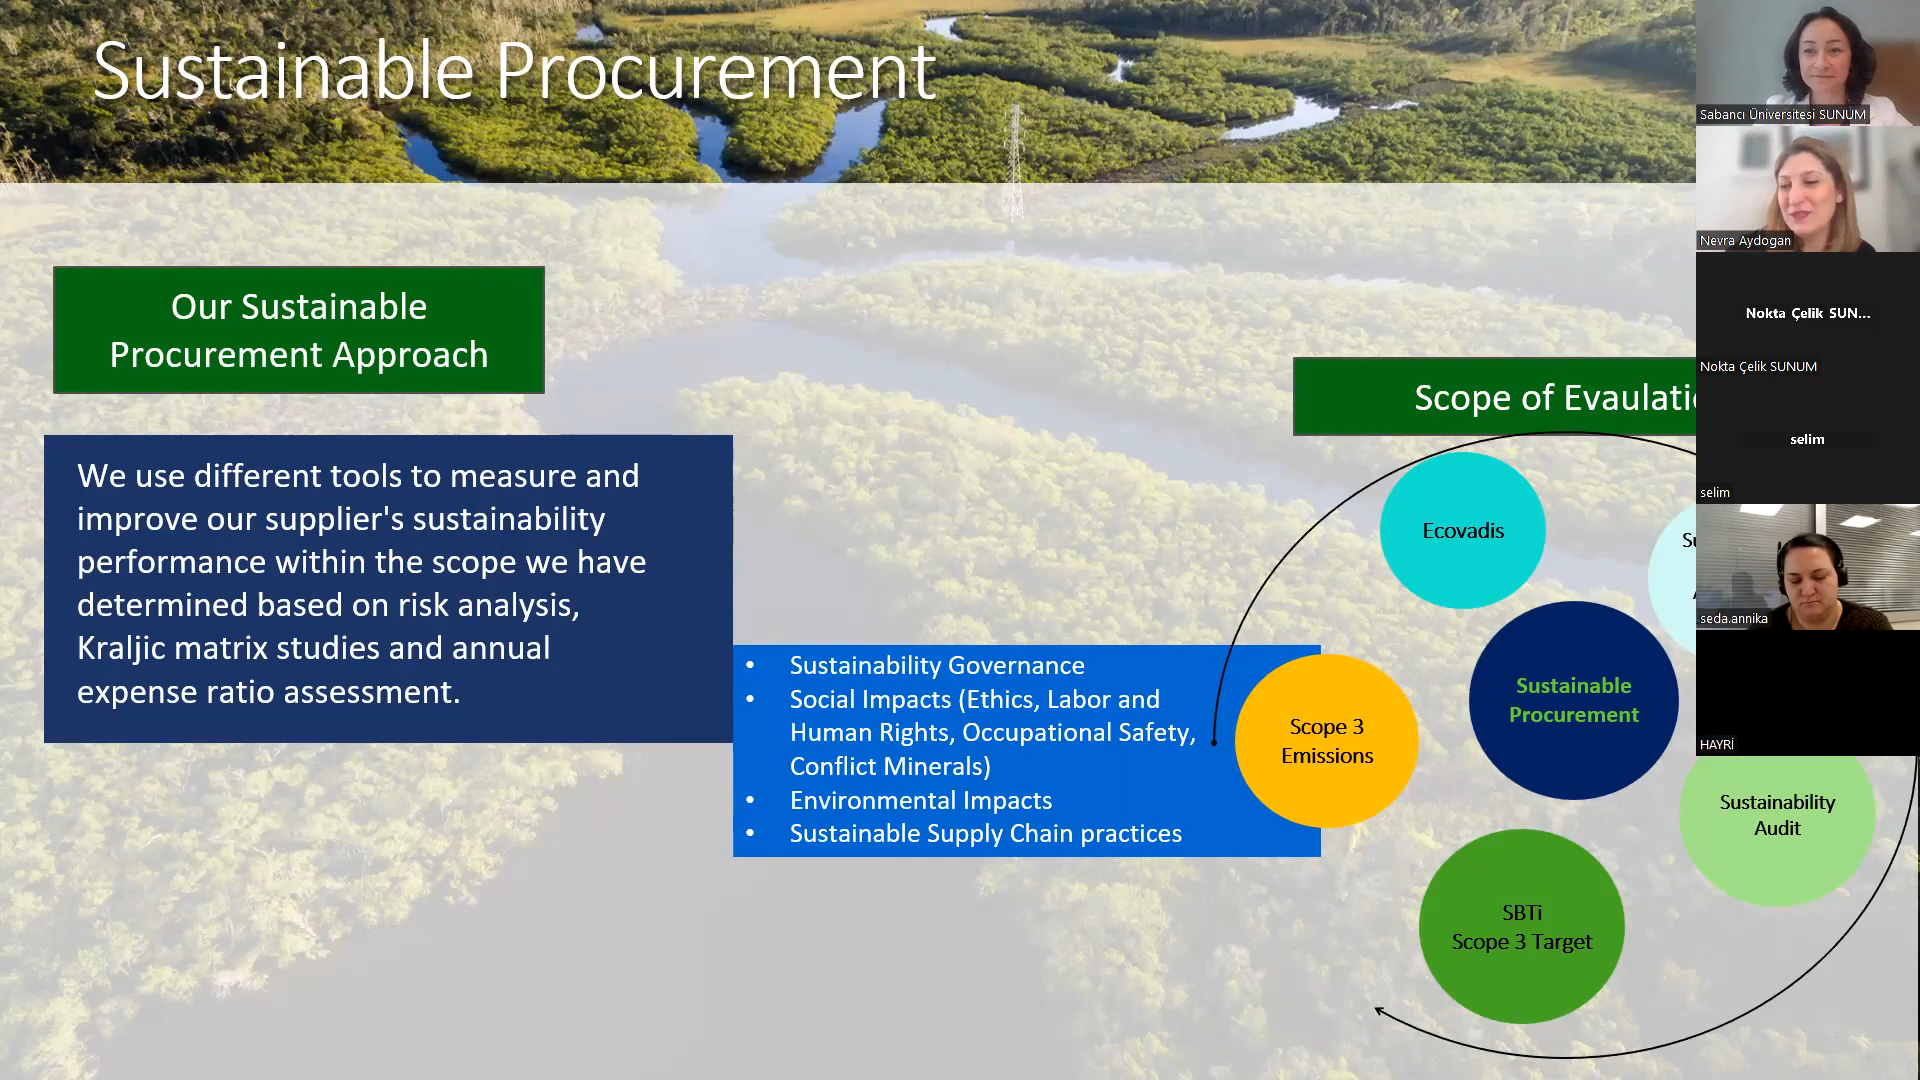 Sustainable Procurement
Our Sustainable
Procurement Approach
We use different tools to measure and
improve our supplier's sustainability
performance within the scope we have
determined based on risk analysis,
Kraljic matrix studies and annual
expense ratio assessment.
• Sustainability Governance
• Social Impacts (Ethics, Labor and
Human Rights, Occupational Safety,
Conflict Minerals)
• Environmental Impacts
• Sustainable Supply Chain practices
Scope of
Ecovadis
Scope 3
Emissions
Sustainable
Procurement
Sustainability
Audit
SBTi
Scope 3 Target
Sabancı Üniversitesi SUNUM
Nevra Aydogan
Nokta Çelik SUN...
Nokta Çelik SUNUM
selim
selim
seda.annika
HAYRİ